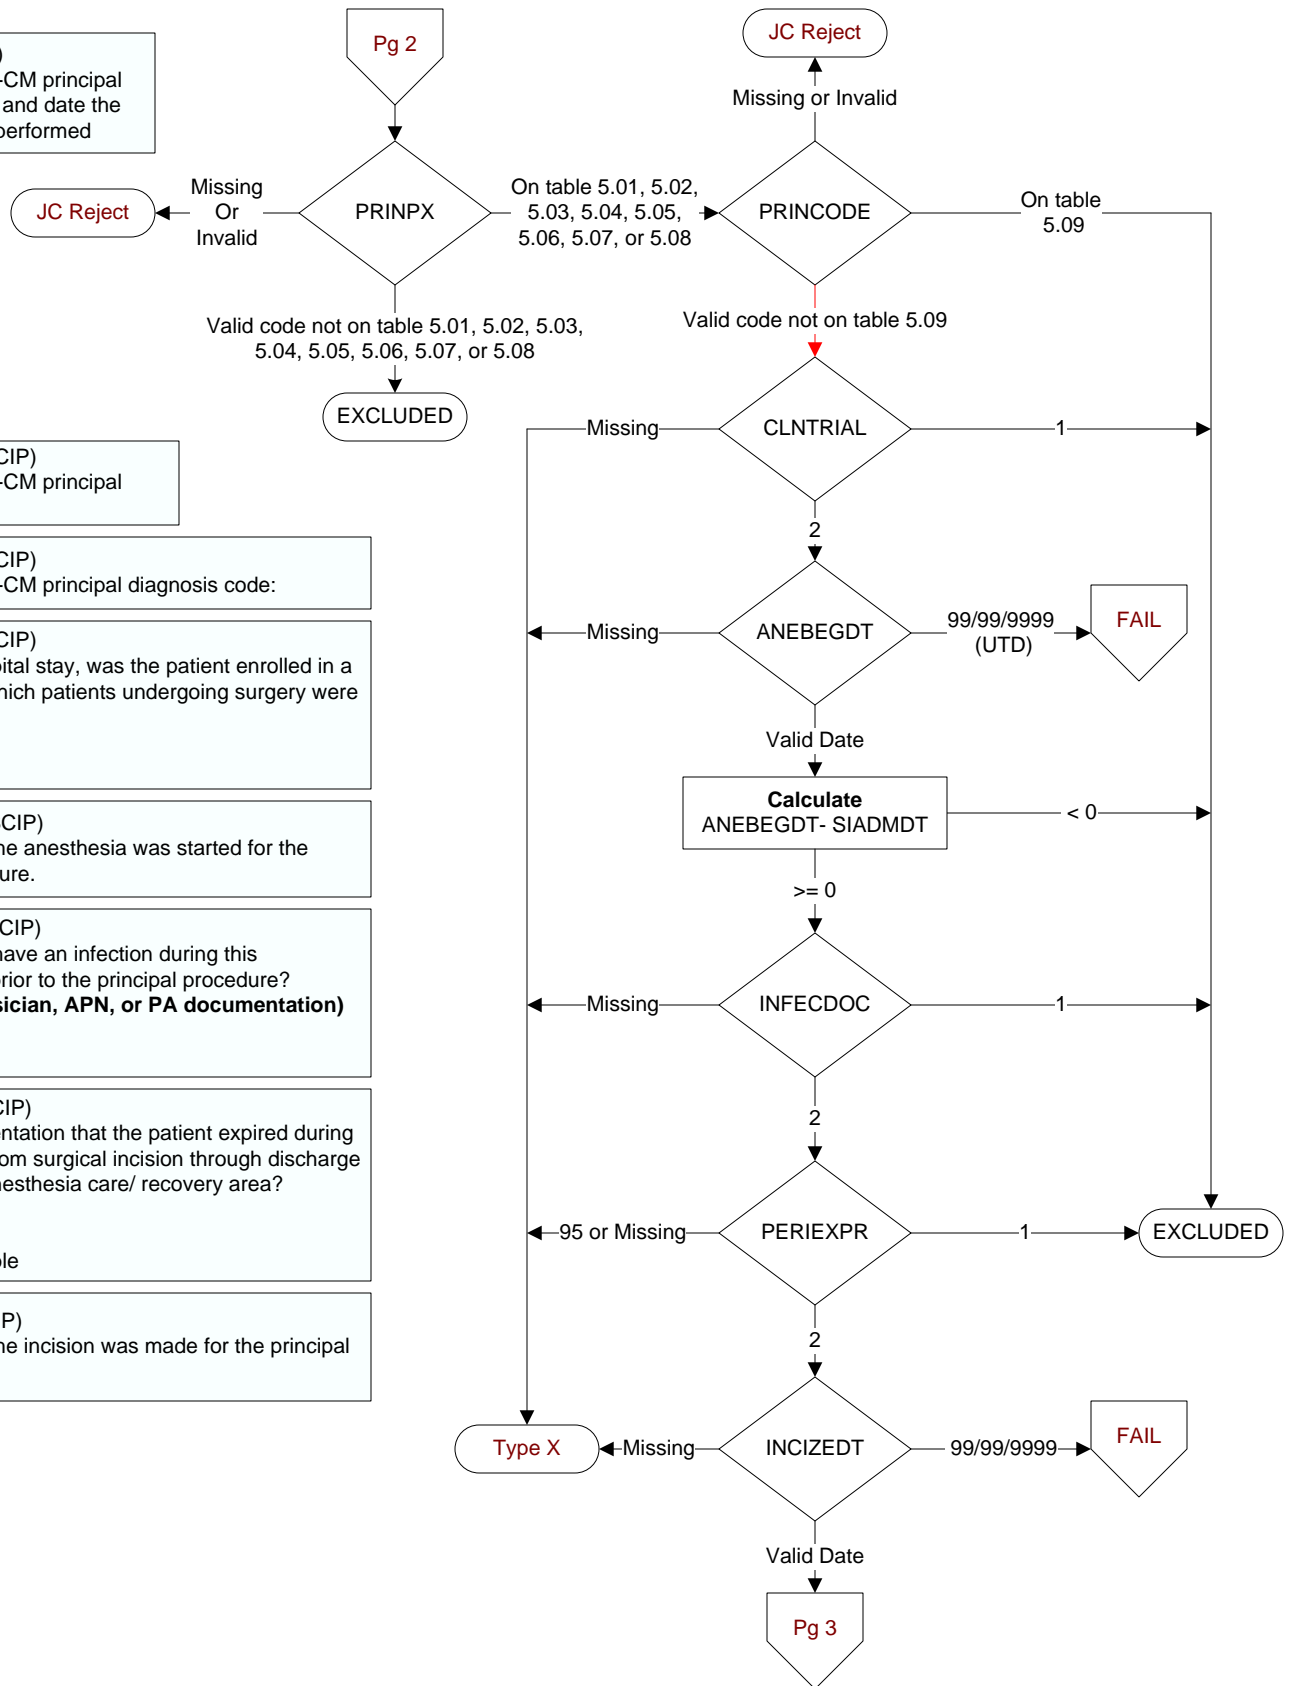 Pg 2
JC Reject
)
-CM principal
and date the
performed
Missing or Invalid
Missing
Or
Invalid
JC Reject
PRINPX
On table 5.01, 5.02,
5.03, 5.04, 5.05,
5.06, 5.07, or 5.08
PRINCODE
On table
5.09
Valid code not on table 5.01, 5.02, 5.03,
5.04, 5.05, 5.06, 5.07, or 5.08
Valid code not on table 5.09
EXCLUDED
Missing
CLNTRIAL
1
CIP)
-CM principal
2
CIP)
-CM principal diagnosis code:
Missing
ANEBEGDT
99/99/9999
(UTD)
FAIL
CIP)
pital stay, was the patient enrolled in a
hich patients undergoing surgery were
Valid Date
Calculate
ANEBEGDT- SIADMDT
< 0
CIP)
he anesthesia was started for the
ure.
>= 0
CIP)
have an infection during this
prior to the principal procedure?
sician, APN, or PA documentation)
Missing
INFECDOC
1
2
CIP)
entation that the patient expired during
om surgical incision through discharge
nesthesia care/ recovery area?
ble
95 or Missing
PERIEXPR
1
EXCLUDED
2
IP)
he incision was made for the principal
Type X
Missing
INCIZEDT
99/99/9999
FAIL
Valid Date
Pg 3